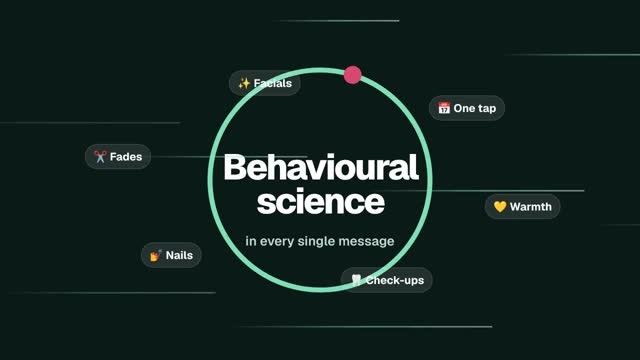 ✨ Facials
📅 One tap
✂️ Fades
Behavioural
science
💛 Warmth
in every single message
💅 Nails
🦷 Check-ups